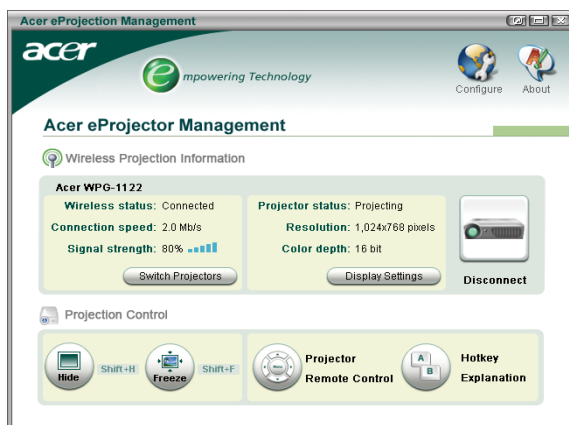 Acer eProjection Management
acer
e mpowering Technology
Configure
About
Acer eProjector Management
Wireless Projection Information
Acer WPG-1122
Wireless status: Connected
Connection speed: 2.0 Mb/s
Signal strength: 80%
Switch Projectors
Projector status: Projecting
Resolution: 1,024x768 pixels
Color depth: 16 bit
Display Settings
Disconnect
Projection Control
Hide
Shift+H
Freeze
Shift+F
Menu
Projector
Remote Control
A
B
Hotkey
Explanation